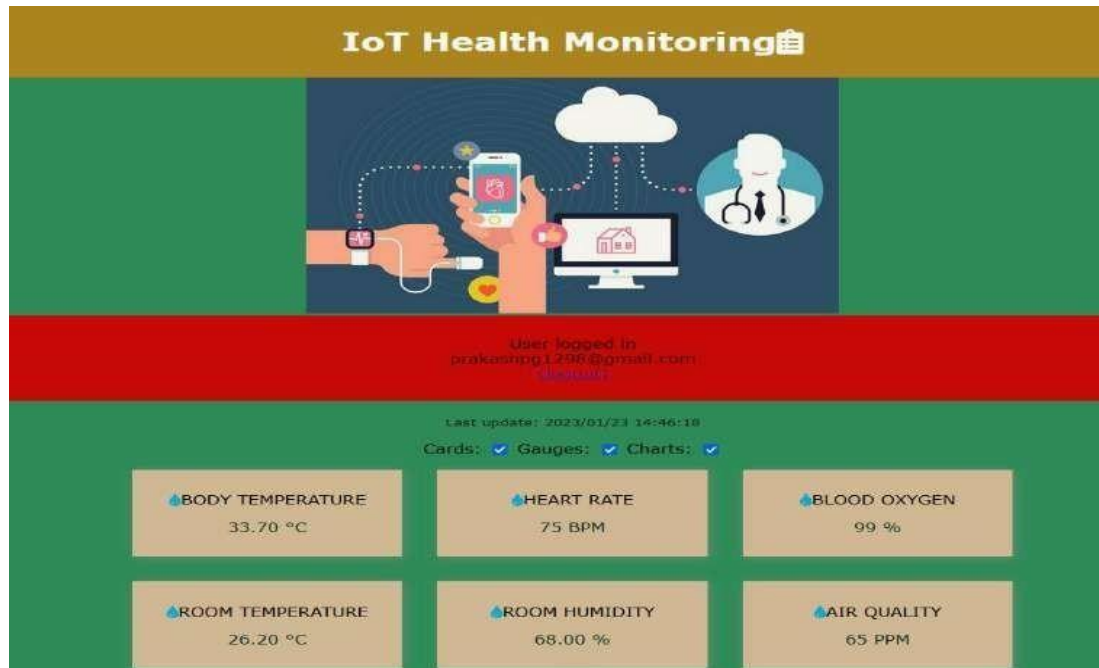 IoT Health Monitoring
User logged in
prakashpg1298@gmail.com
(logout)
Last update: 2023/01/23 14:46:18
Cards: Gauges: Charts:
BODY TEMPERATURE
33.70 °C
HEART RATE
75 BPM
BLOOD OXYGEN
99 %
ROOM TEMPERATURE
26.20 °C
ROOM HUMIDITY
68.00 %
AIR QUALITY
65 PPM